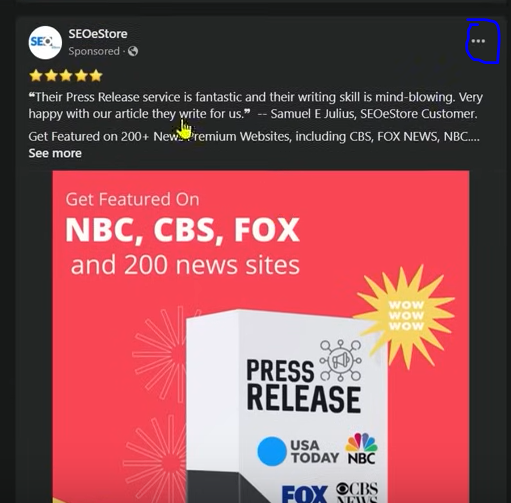 SEO
SEOeStore
Sponsored ·
❝Their Press Release service is fantastic and their writing skill is mind-blowing. Very
happy with our article they write for us.❞ -- Samuel E Julius, SEOeStore Customer.
Get Featured on 200+ News Premium Websites, including CBS, FOX NEWS, NBC....
See more
Get Featured On
NBC, CBS, FOX
and 200 news sites
WOW
WOW
WOW
PRESS
RELEASE
USA
TODAY
NBC
FOX
CBS
NEWS